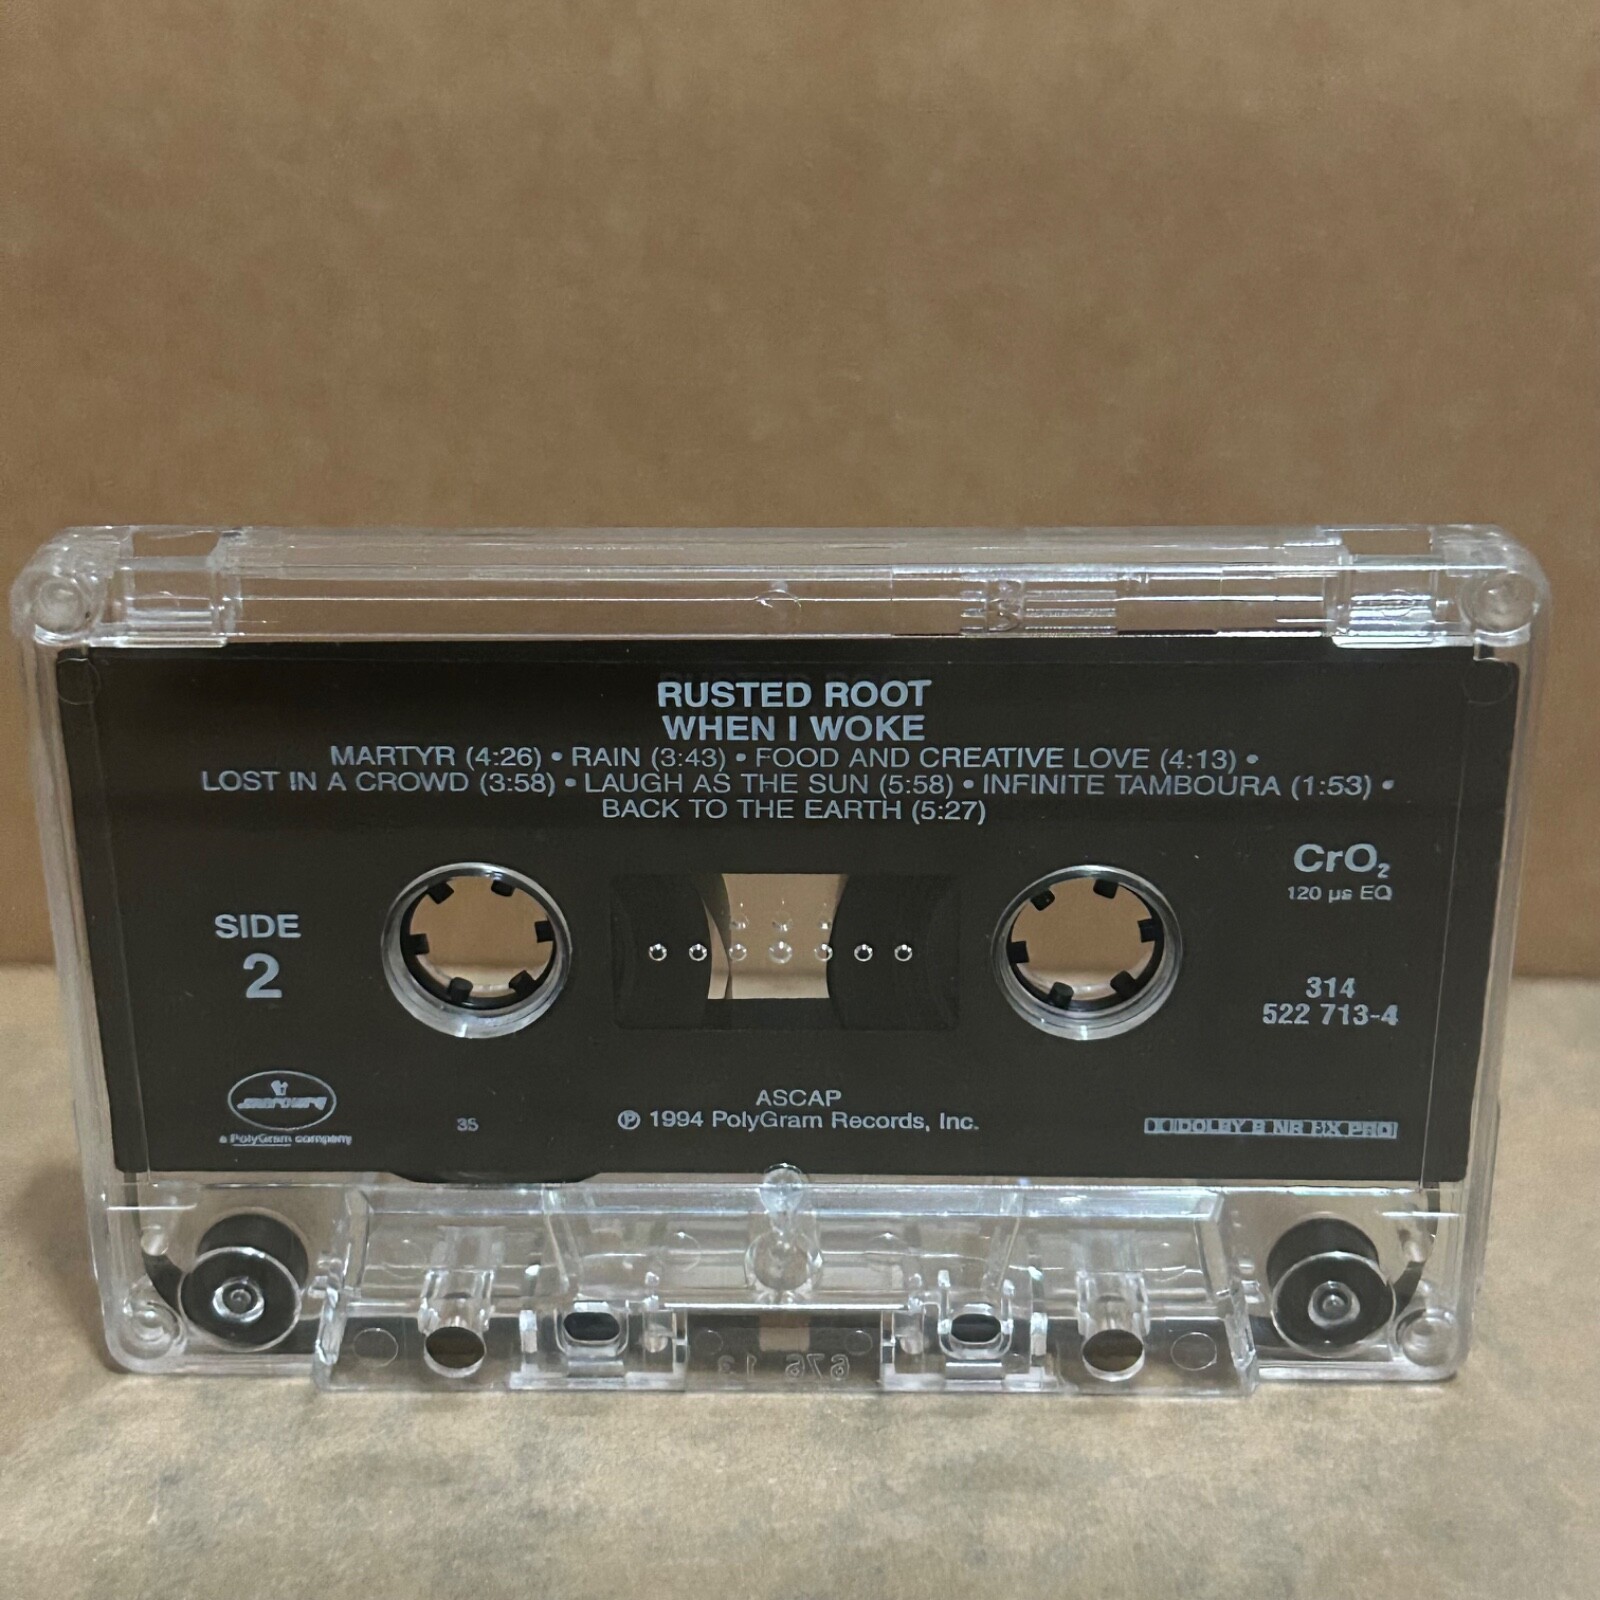 RUSTED ROOT
WHEN I WOKE
MARTYR (4:26) • RAIN (3:43) • FOOD AND CREATIVE LOVE (4:13) •
LOST IN A CROWD (3:58) • LAUGH AS THE SUN (5:58) • INFINITE TAMBOURA (1:53) •
BACK TO THE EARTH (5:27)
CrO₂
120 µs EQ
SIDE
2
314
522 713-4
mercury
a PolyGram company
35
ASCAP
℗ 1994 PolyGram Records, Inc.
DOLBY B NR HX PRO